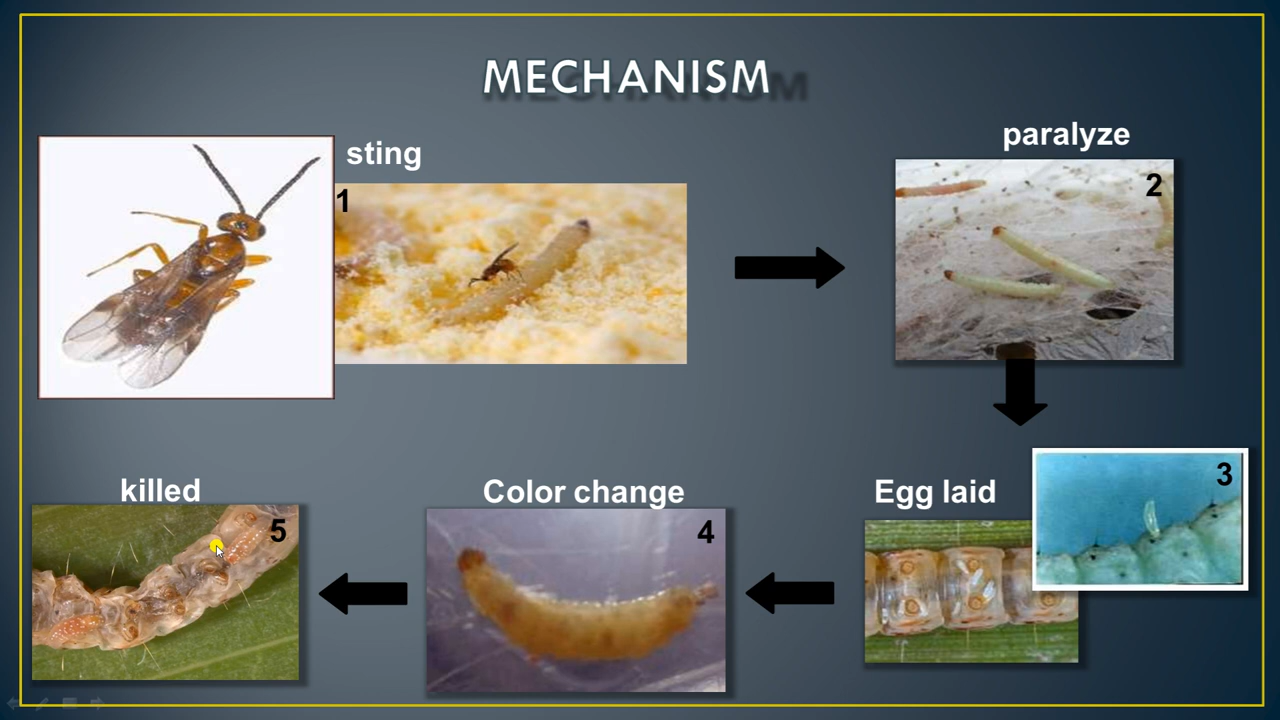 MECHANISM
sting
1
paralyze
2
3
Egg laid
Color change
4
killed
5